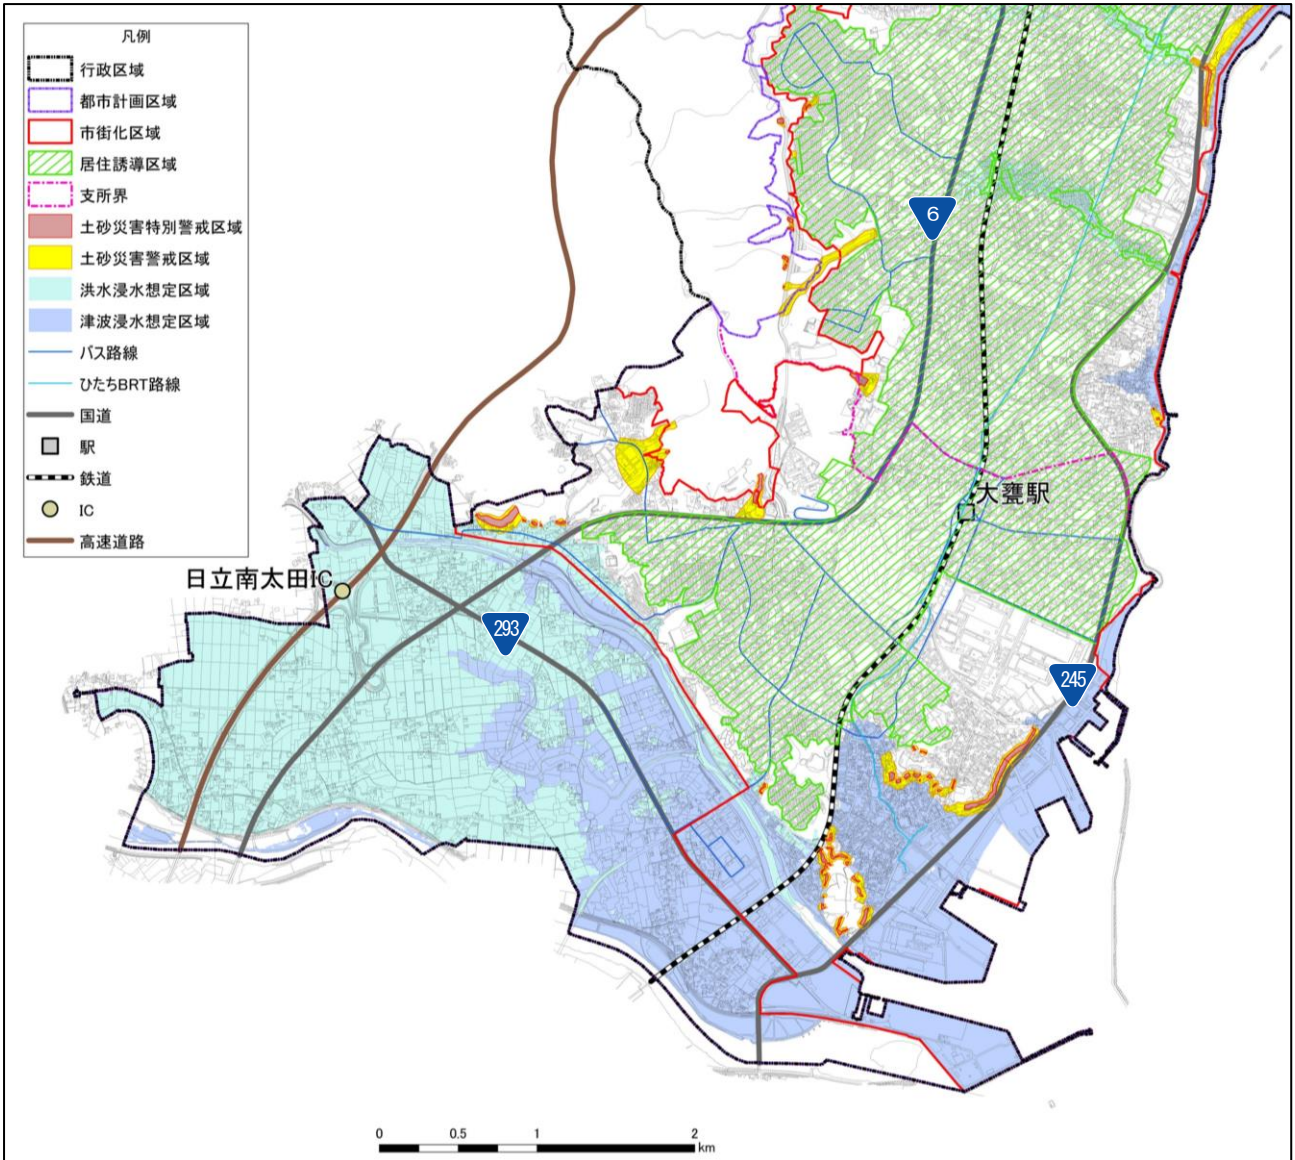 凡例
行政区域
都市計画区域
市街化区域
居住誘導区域
支所界
土砂災害特別警戒区域
土砂災害警戒区域
洪水浸水想定区域
津波浸水想定区域
バス路線
ひたちBRT路線
国道
駅
鉄道
IC
高速道路
6
大甕駅
日立南太田IC
293
245
0 0.5 1 2
km